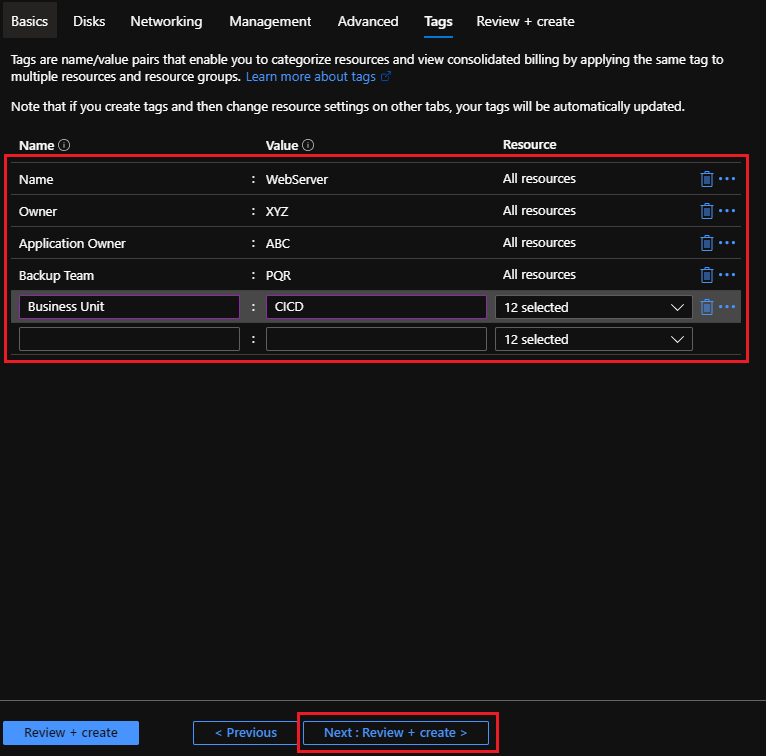 Basics Disks Networking Management Advanced Tags Review + create
Tags are name/value pairs that enable you to categorize resources and view consolidated billing by applying the same tag to
multiple resources and resource groups. Learn more about tags
Note that if you create tags and then change resource settings on other tabs, your tags will be automatically updated.
Name Value Resource
Name : WebServer All resources
Owner : XYZ All resources
Application Owner : ABC All resources
Backup Team : PQR All resources
Business Unit : CICD 12 selected
: 12 selected
Review + create < Previous Next : Review + create >